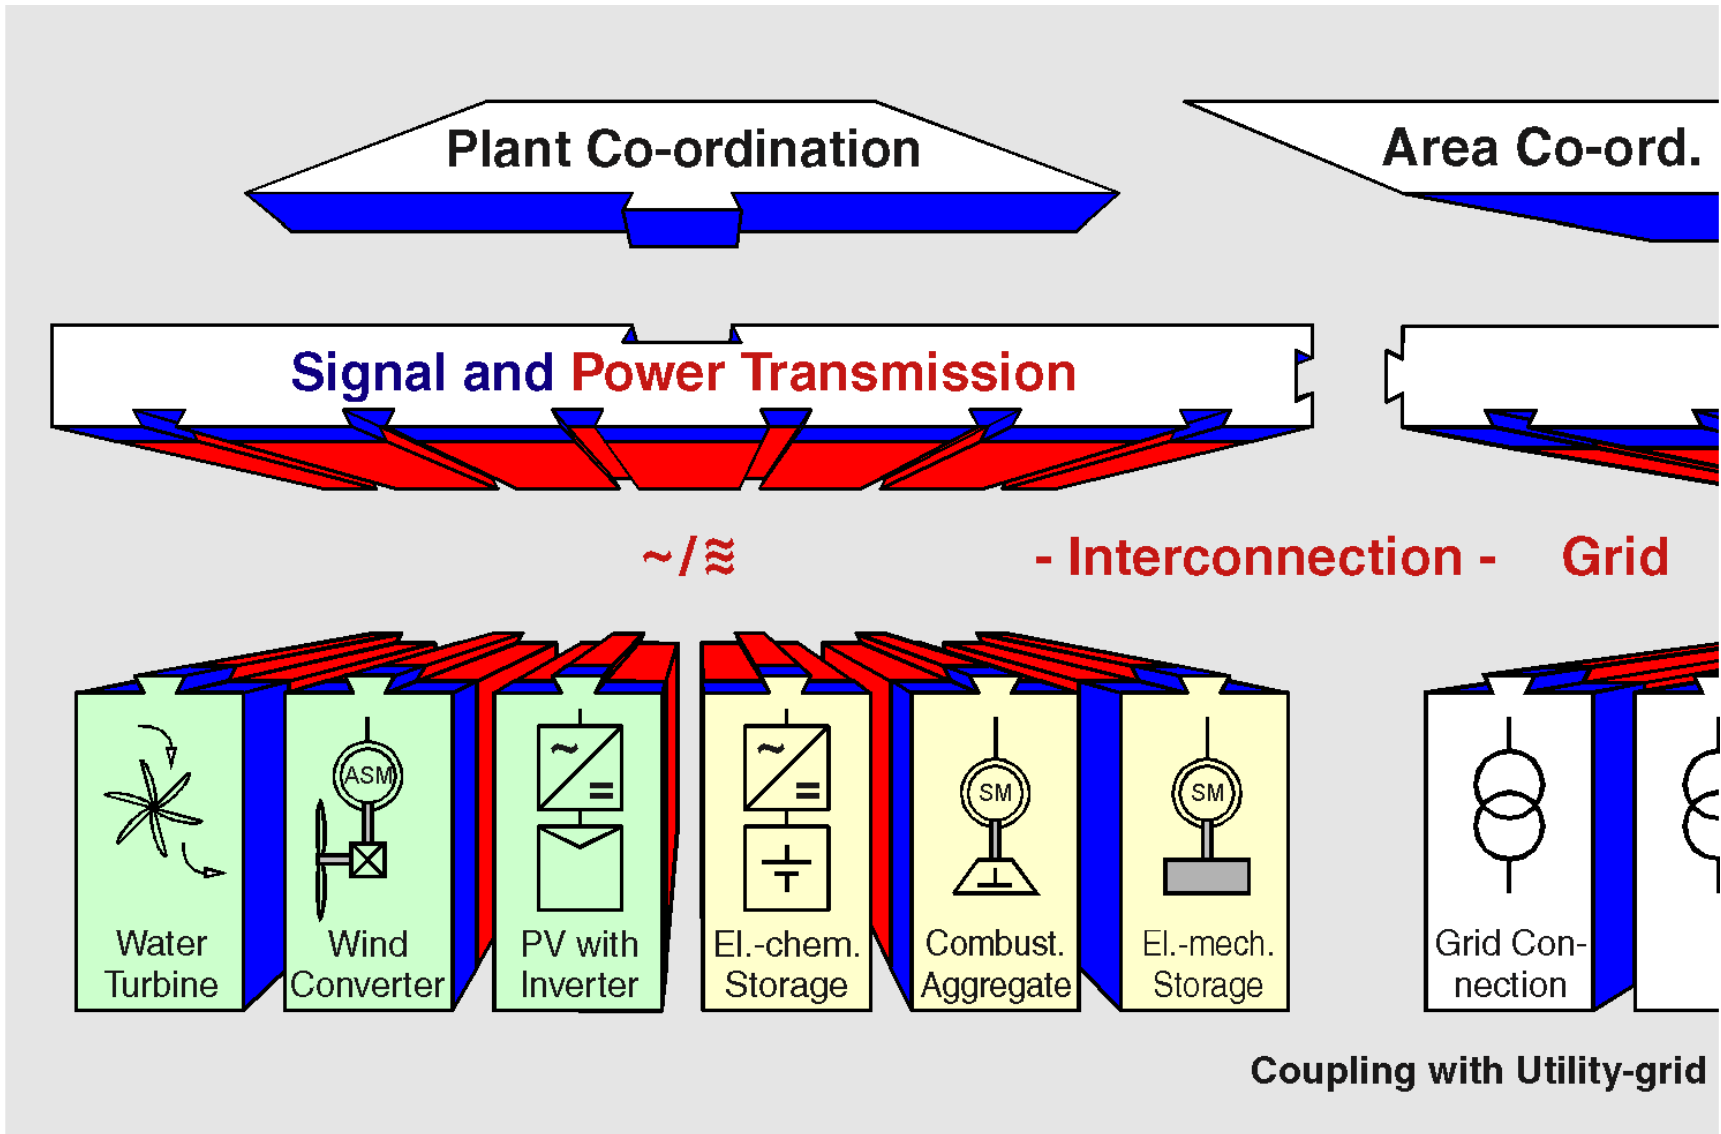 Plant Co-ordination
Area Co-ord.
Signal and Power Transmission
~/≋
- Interconnection - Grid
ASM
~
=
~
=
SM
SM
Water
Turbine
Wind
Converter
PV with
Inverter
El.-chem.
Storage
Combust.
Aggregate
El.-mech.
Storage
Grid Con-
nection
Coupling with Utility-grid